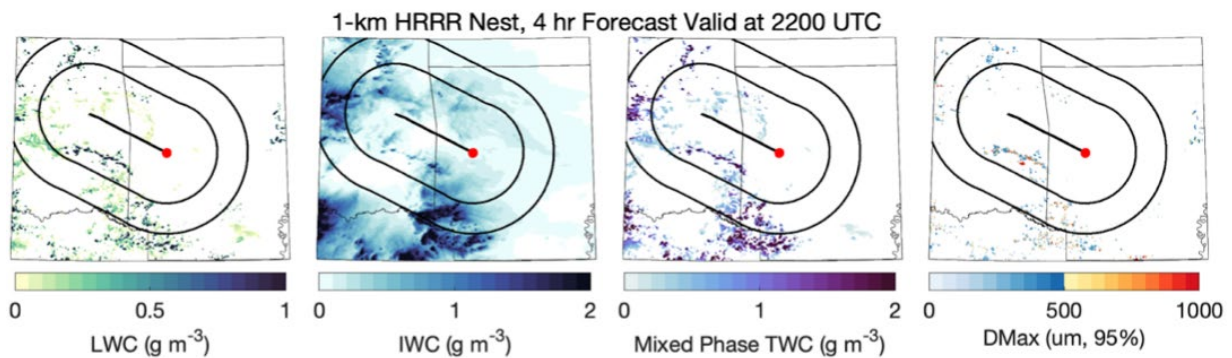 1-km HRRR Nest, 4 hr Forecast Valid at 2200 UTC
0 0.5 1
LWC (g m⁻³)
0 1 2
IWC (g m⁻³)
0 1 2
Mixed Phase TWC (g m⁻³)
0 500 1000
DMax (um, 95%)